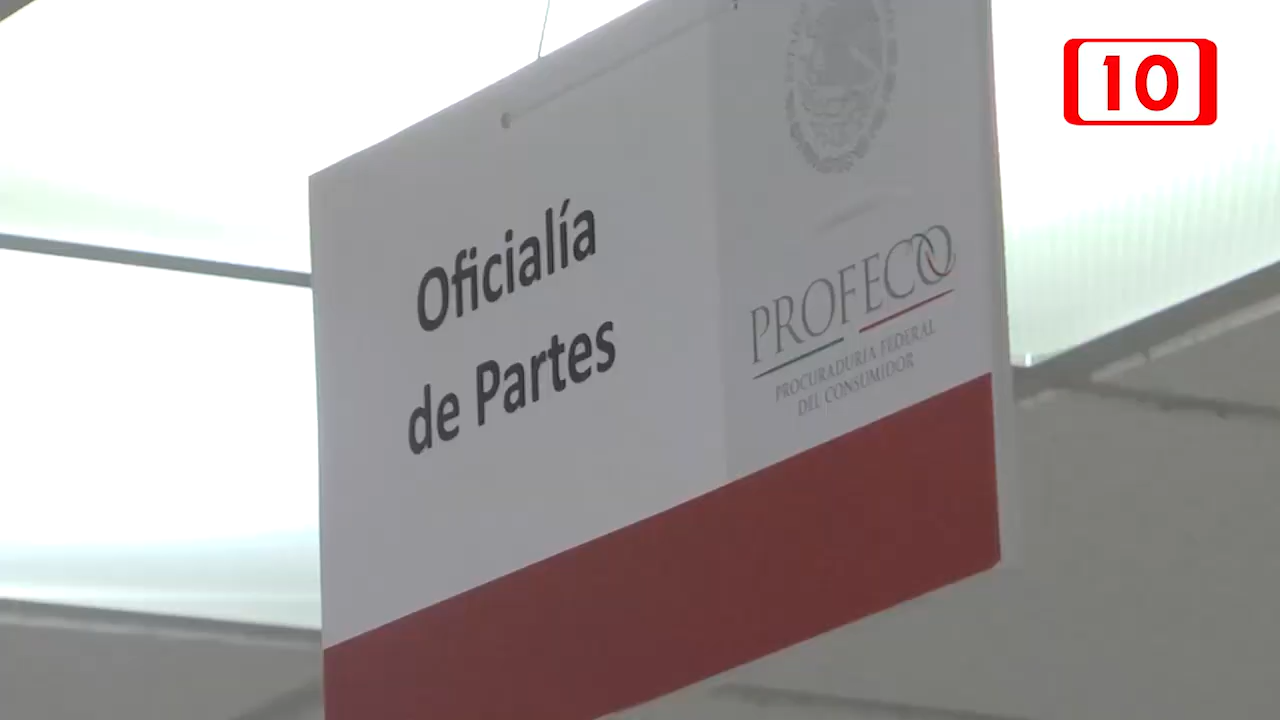 Oficialía
de Partes
PROFECO
PROCURADURÍA FEDERAL
DEL CONSUMIDOR
10